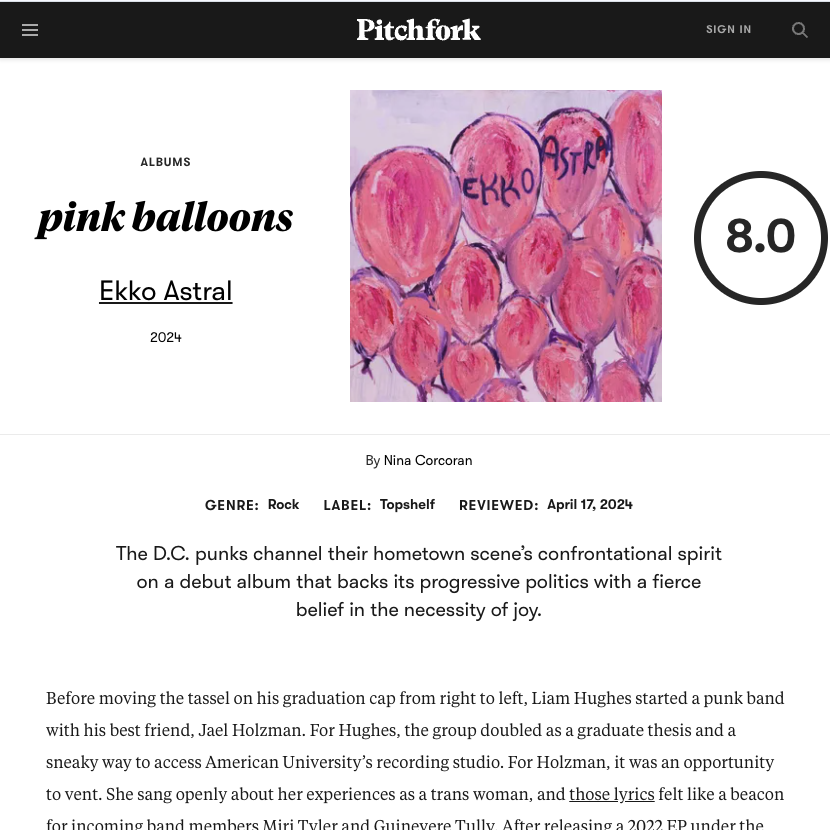 Pitchfork
SIGN IN
ALBUMS
pink balloons
Ekko Astral
2024
EKKO ASTRAL
8.0
By Nina Corcoran
GENRE: Rock LABEL: Topshelf REVIEWED: April 17, 2024
The D.C. punks channel their hometown scene’s confrontational spirit
on a debut album that backs its progressive politics with a fierce
belief in the necessity of joy.
Before moving the tassel on his graduation cap from right to left, Liam Hughes started a punk band
with his best friend, Jael Holzman. For Hughes, the group doubled as a graduate thesis and a
sneaky way to access American University’s recording studio. For Holzman, it was an opportunity
to vent. She sang openly about her experiences as a trans woman, and those lyrics felt like a beacon
for incoming band members Miri Tyler and Guinevere Tully. After releasing a 2022 EP under the